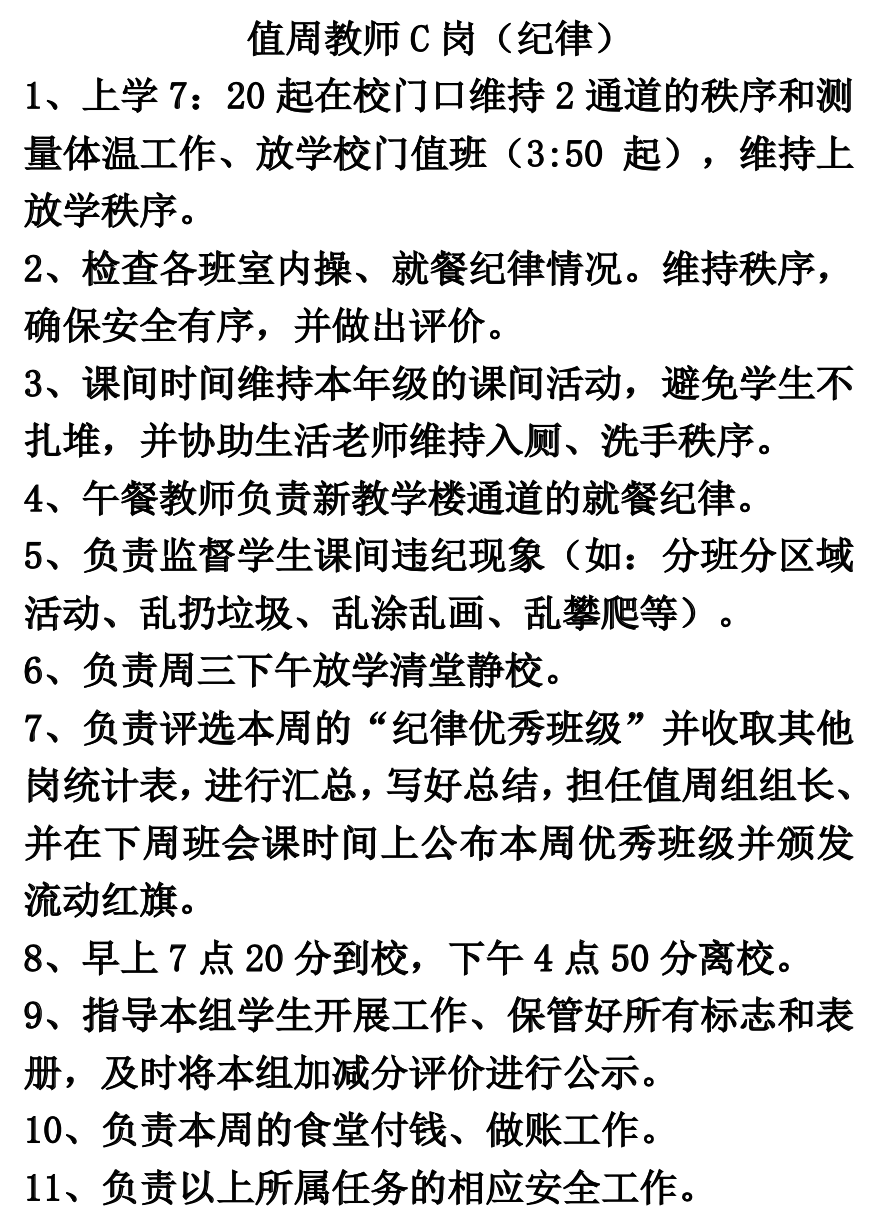 值周教师 C 岗（纪律）
1、上学 7：20 起在校门口维持 2 通道的秩序和测
量体温工作、放学校门值班（3:50 起），维持上
放学秩序。
2、检查各班室内操、就餐纪律情况。维持秩序，
确保安全有序，并做出评价。
3、课间时间维持本年级的课间活动，避免学生不
扎堆，并协助生活老师维持入厕、洗手秩序。
4、午餐教师负责新教学楼通道的就餐纪律。
5、负责监督学生课间违纪现象（如：分班分区域
活动、乱扔垃圾、乱涂乱画、乱攀爬等）。
6、负责周三下午放学清堂静校。
7、负责评选本周的“纪律优秀班级”并收取其他
岗统计表，进行汇总，写好总结，担任值周组组长、
并在下周班会课时间上公布本周优秀班级并颁发
流动红旗。
8、早上 7 点 20 分到校，下午 4 点 50 分离校。
9、指导本组学生开展工作、保管好所有标志和表
册，及时将本组加减分评价进行公示。
10、负责本周的食堂付钱、做账工作。
11、负责以上所属任务的相应安全工作。